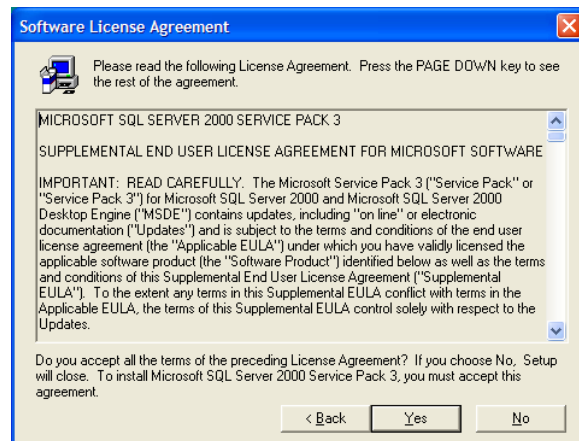 Software License Agreement
Please read the following License Agreement. Press the PAGE DOWN key to see
the rest of the agreement.
MICROSOFT SQL SERVER 2000 SERVICE PACK 3
SUPPLEMENTAL END USER LICENSE AGREEMENT FOR MICROSOFT SOFTWARE
IMPORTANT: READ CAREFULLY. The Microsoft Service Pack 3 ("Service Pack" or
"Service Pack 3") for Microsoft SQL Server 2000 and Microsoft SQL Server 2000
Desktop Engine ("MSDE") contains updates, including "on line" or electronic
documentation ("Updates") and is subject to the terms and conditions of the end user
license agreement (the "Applicable EULA") under which you have validly licensed the
applicable software product (the "Software Product") identified below as well as the terms
and conditions of this Supplemental End User License Agreement ("Supplemental
EULA"). To the extent any terms in this Supplemental EULA conflict with terms in the
Applicable EULA, the terms of this Supplemental EULA control solely with respect to the
Updates.
Do you accept all the terms of the preceding License Agreement? If you choose No, Setup
will close. To install Microsoft SQL Server 2000 Service Pack 3, you must accept this
agreement.
< Back Yes No